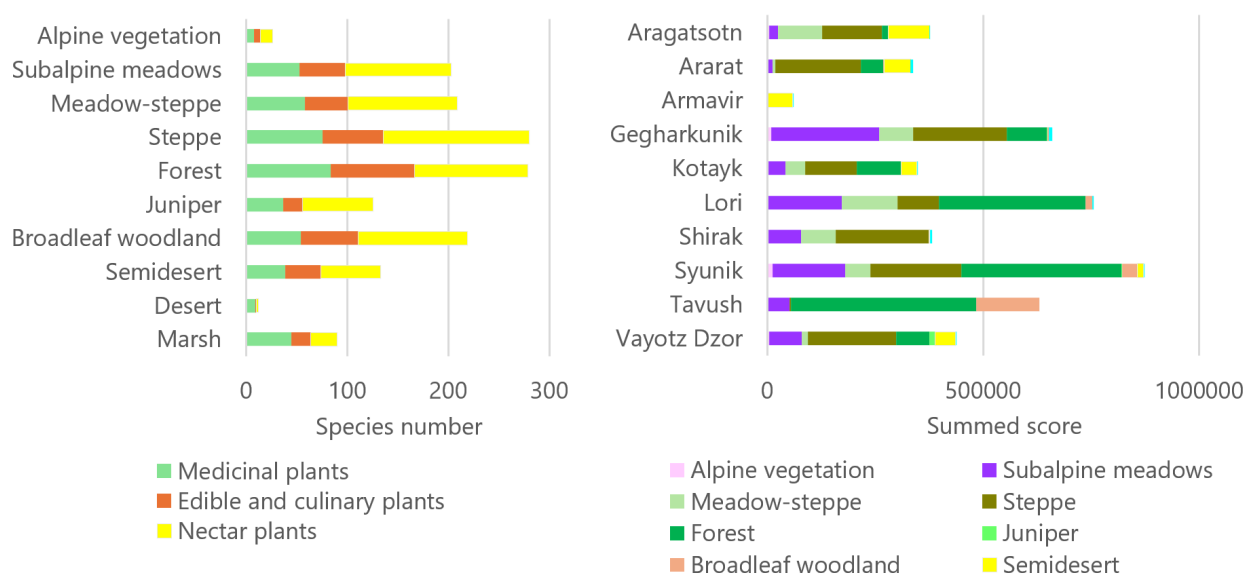 Alpine vegetation
Subalpine meadows
Meadow-steppe
Steppe
Forest
Juniper
Broadleaf woodland
Semidesert
Desert
Marsh
0 100 200 300
Species number
Medicinal plants
Edible and culinary plants
Nectar plants
Aragatsotn
Ararat
Armavir
Gegharkunik
Kotayk
Lori
Shirak
Syunik
Tavush
Vayotz Dzor
0 500000 1000000
Summed score
Alpine vegetation Subalpine meadows
Meadow-steppe Steppe
Forest Juniper
Broadleaf woodland Semidesert